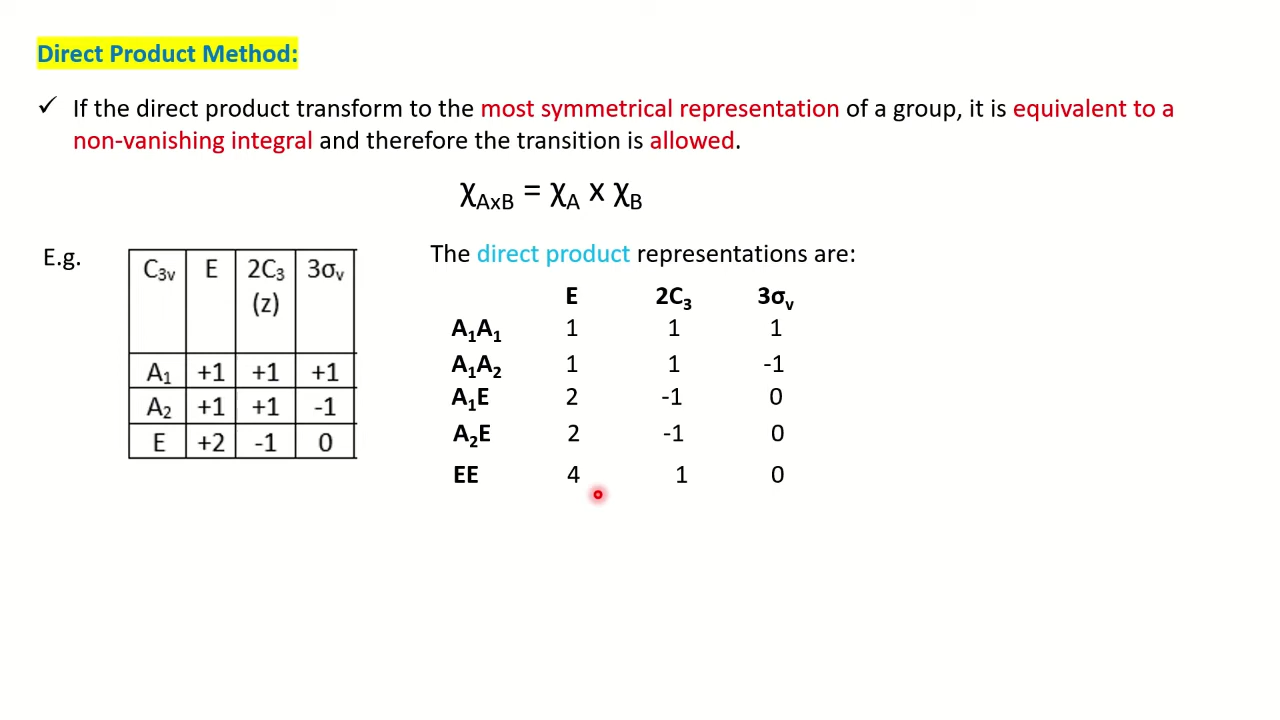 Direct Product Method:
✓ If the direct product transform to the most symmetrical representation of a group, it is equivalent to a
non-vanishing integral and therefore the transition is allowed.
χAxB = χA x χB
E.g.
C3v E 2C3 3σv
(z)
A1 +1 +1 +1
A2 +1 +1 -1
E +2 -1 0
The direct product representations are:
E 2C3 3σv
A1A1 1 1 1
A1A2 1 1 -1
A1E 2 -1 0
A2E 2 -1 0
EE 4 1 0